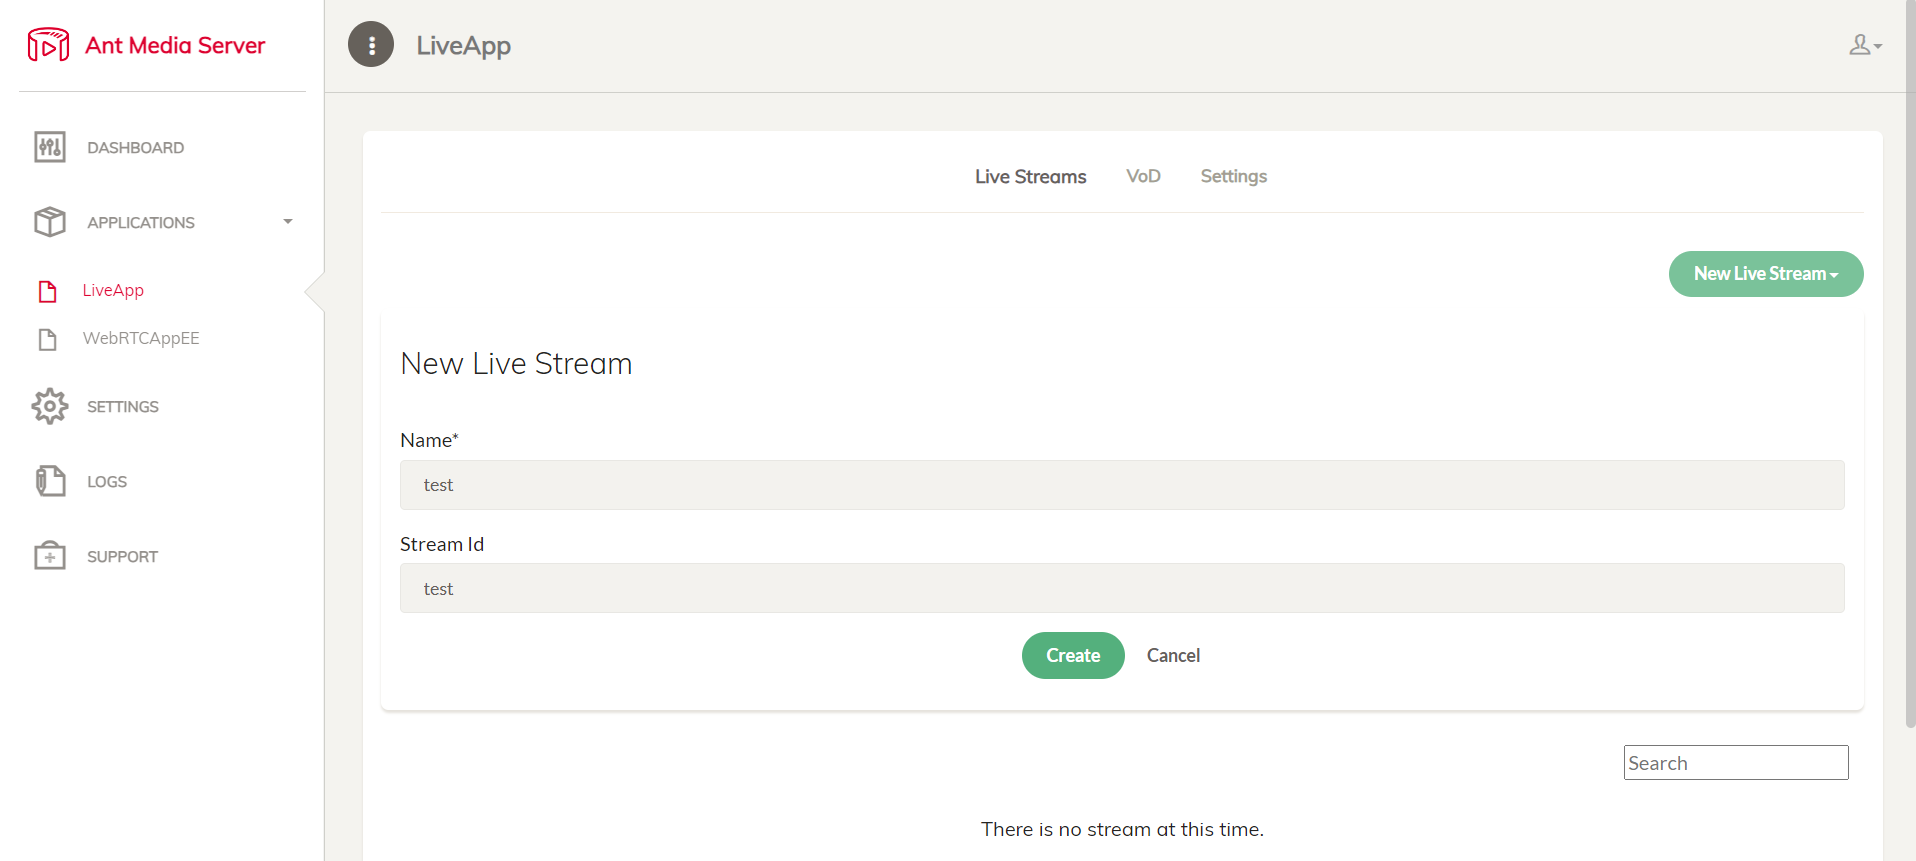 Ant Media Server
LiveApp
DASHBOARD
APPLICATIONS
LiveApp
WebRTCAppEE
SETTINGS
LOGS
SUPPORT
Live Streams VoD Settings
New Live Stream
New Live Stream
Name*
test
Stream Id
test
Create Cancel
Search
There is no stream at this time.